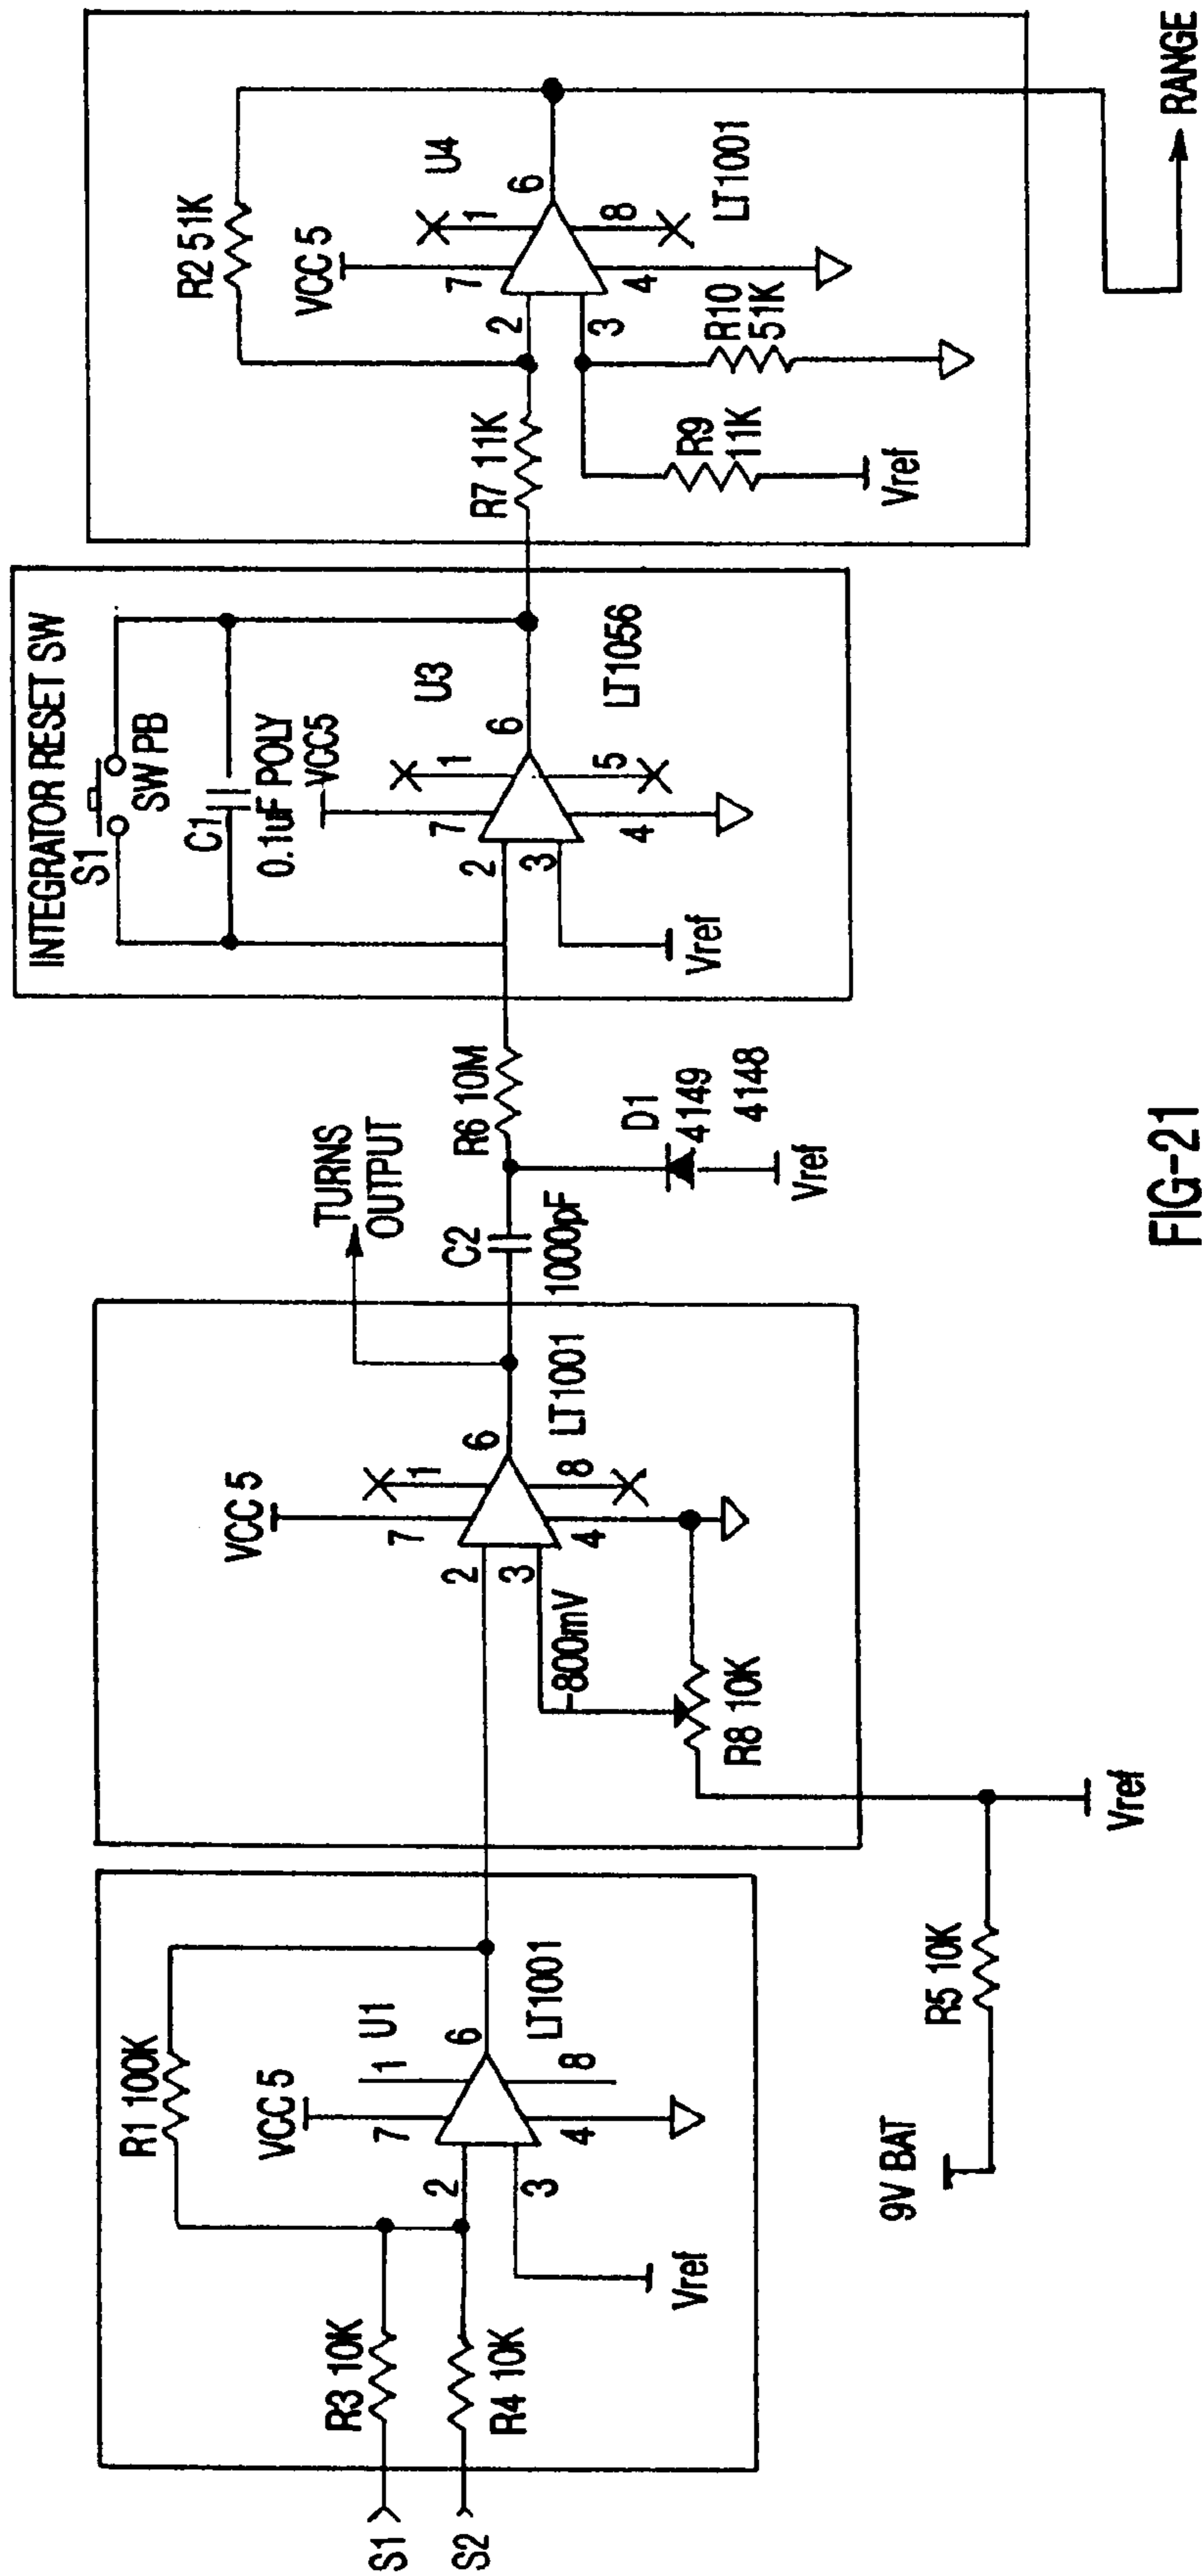 S1
S2
R3 10K
R4 10K
R1 100K
VCC 5
U1
7
1
2
3
6
4
8
LT1001
Vref
9V BAT
R5 10K
Vref
VCC 5
7
1
2
3
6
4
8
LT1001
-800mV
R8 10K
TURNS
OUTPUT
C2
1000pF
R6 10M
D1
4149
4148
Vref
INTEGRATOR RESET SW
S1
SW PB
C1
0.1uF POLY
VCC5
U3
7
1
2
3
6
4
5
LT1056
Vref
R7 11K
R2 51K
VCC 5
U4
7
1
2
3
6
4
8
LT1001
R9
11K
R10
51K
Vref
RANGE
FIG-21